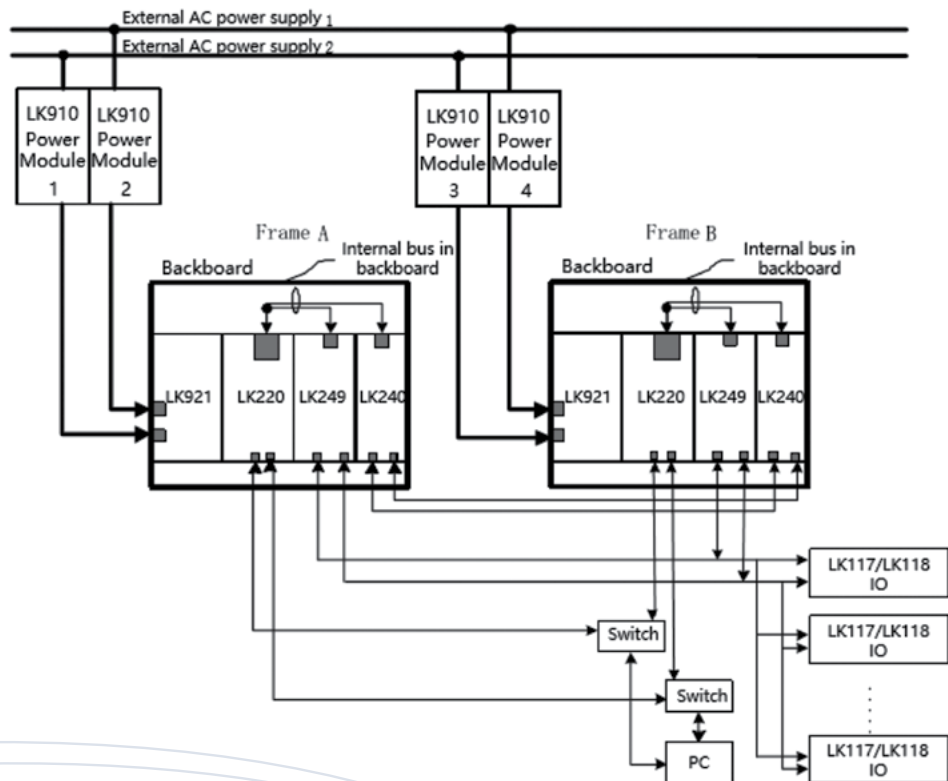 External AC power supply 1
External AC power supply 2
LK910
Power
Module
1
LK910
Power
Module
2
LK910
Power
Module
3
LK910
Power
Module
4
Frame A
Internal bus in
backboard
Backboard
LK921
LK220
LK249
LK240
Frame B
Internal bus in
backboard
Backboard
LK921
LK220
LK249
LK240
LK117/LK118
IO
LK117/LK118
IO
LK117/LK118
IO
Switch
Switch
PC